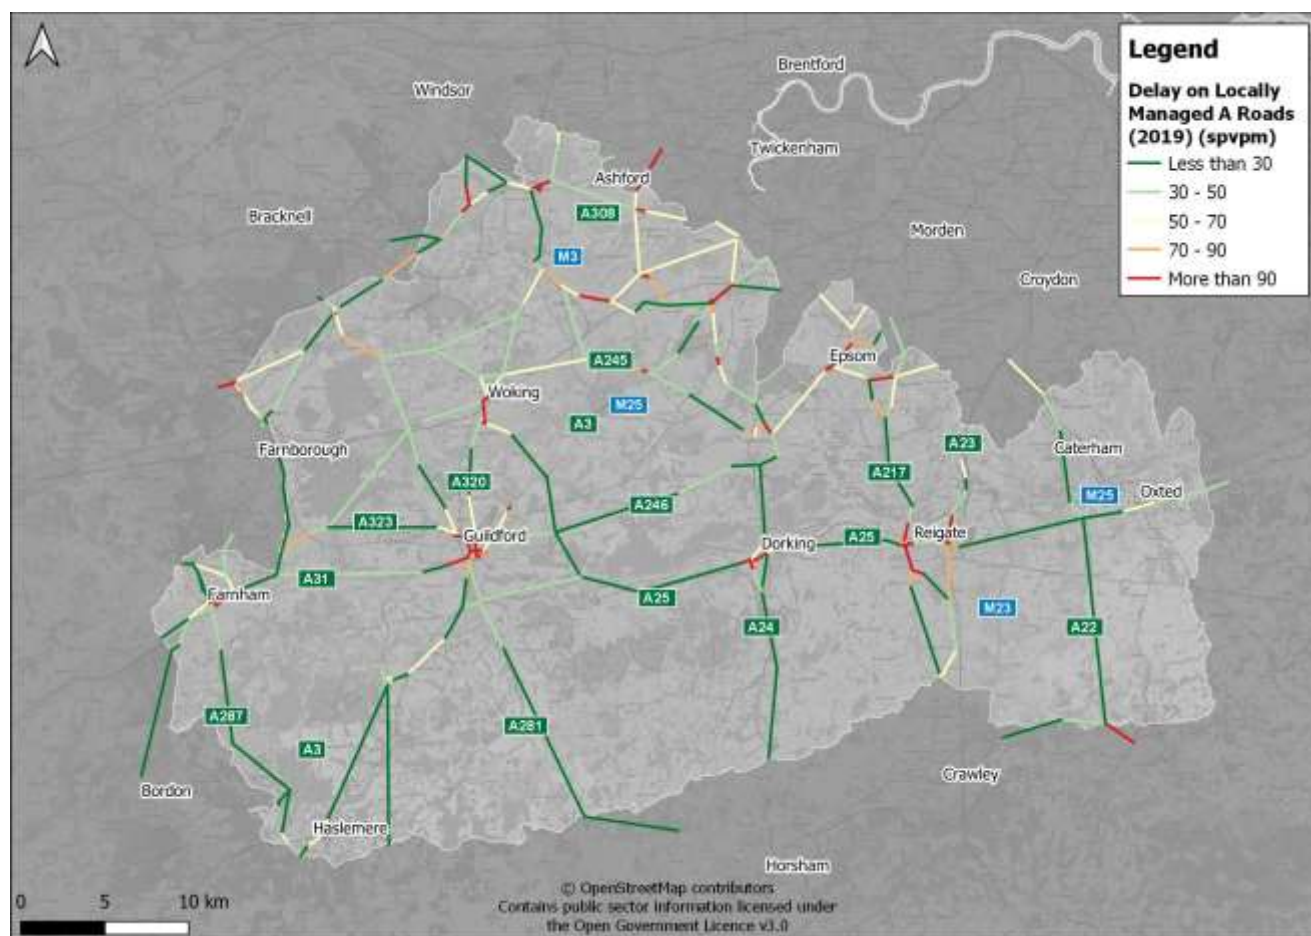 Legend
Delay on Locally
Managed A Roads
(2019) (spvpm)
Less than 30
30 - 50
50 - 70
70 - 90
More than 90
Brentford
Windsor
Twickenham
Ashford
Bracknell
A308
Morden
M3
Croydon
Epsom
A245
Woking
M25
A3
Farnborough
A23
Caterham
A217
A320
M25
Oxted
A246
A323
Guildford
Dorking
A25
Reigate
A31
Farnham
A25
M23
A24
A22
A287
A281
A3
Crawley
Bordon
Haslemere
Horsham
0 5 10 km
© OpenStreetMap contributors
Contains public sector information licensed under
the Open Government Licence v3.0